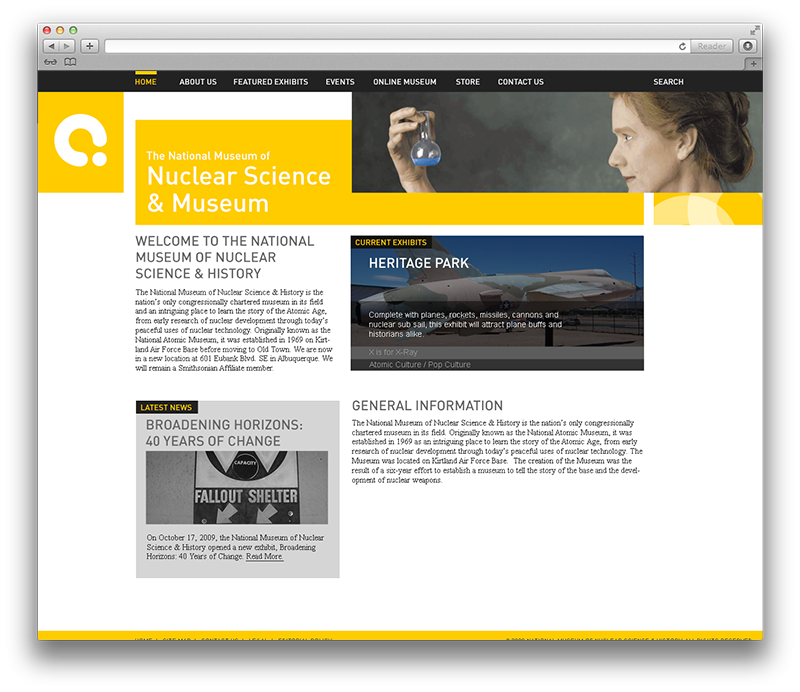 Reader
HOME ABOUT US FEATURED EXHIBITS EVENTS ONLINE MUSEUM STORE CONTACT US SEARCH
The National Museum of
Nuclear Science
& Museum
WELCOME TO THE NATIONAL
MUSEUM OF NUCLEAR
SCIENCE & HISTORY
The National Museum of Nuclear Science & History is the
nation's only congressionally chartered museum in its field
and an intriguing place to learn the story of the Atomic Age,
from early research of nuclear development through today's
peaceful uses of nuclear technology. Originally known as the
National Atomic Museum, it was established in 1969 on Kirt-
land Air Force Base before moving to Old Town. We are now
in a new location at 601 Eubank Blvd. SE in Albuquerque. We
will remain a Smithsonian Affiliate member.
CURRENT EXHIBITS
HERITAGE PARK
Complete with planes, rockets, missiles, cannons and
nuclear sub sail, this exhibit will attract plane buffs and
historians alike.
X is for X-Ray
Atomic Culture / Pop Culture
LATEST NEWS
BROADENING HORIZONS:
40 YEARS OF CHANGE
CAPACITY
FALLOUT SHELTER
On October 17, 2009, the National Museum of Nuclear
Science & History opened a new exhibit, Broadening
Horizons: 40 Years of Change. Read More.
GENERAL INFORMATION
The National Museum of Nuclear Science & History is the nation's only congressionally
chartered museum in its field. Originally known as the National Atomic Museum, it was
established in 1969 as an intriguing place to learn the story of the Atomic Age, from early
research of nuclear development through today's peaceful uses of nuclear technology. The
Museum was located on Kirtland Air Force Base. The creation of the Museum was the
result of a six-year effort to establish a museum to tell the story of the base and the devel-
opment of nuclear weapons.